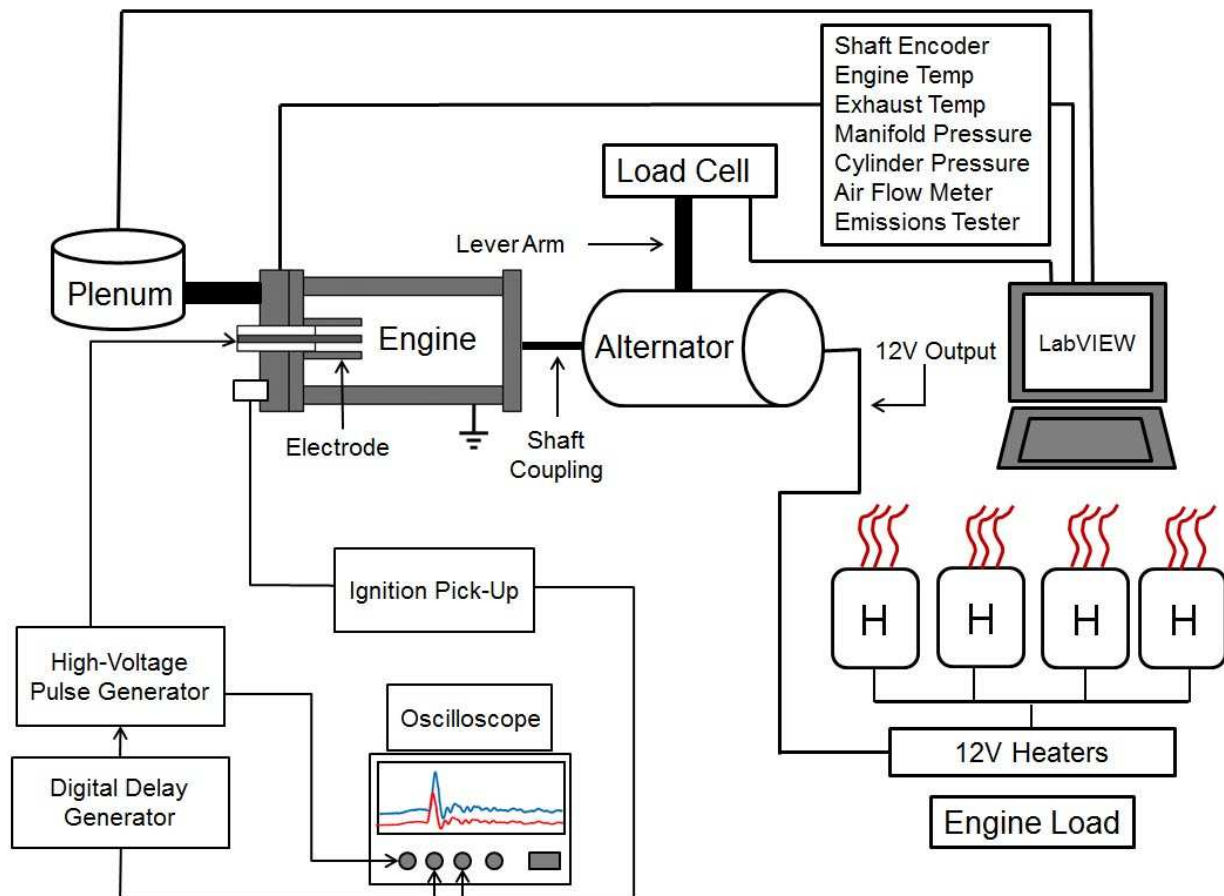 Shaft Encoder
Engine Temp
Exhaust Temp
Manifold Pressure
Cylinder Pressure
Air Flow Meter
Emissions Tester
Load Cell
Lever Arm
Plenum
Engine
Alternator
12V Output
LabVIEW
Electrode
Shaft
Coupling
Ignition Pick-Up
High-Voltage
Pulse Generator
Oscilloscope
Digital Delay
Generator
H H H H
12V Heaters
Engine Load